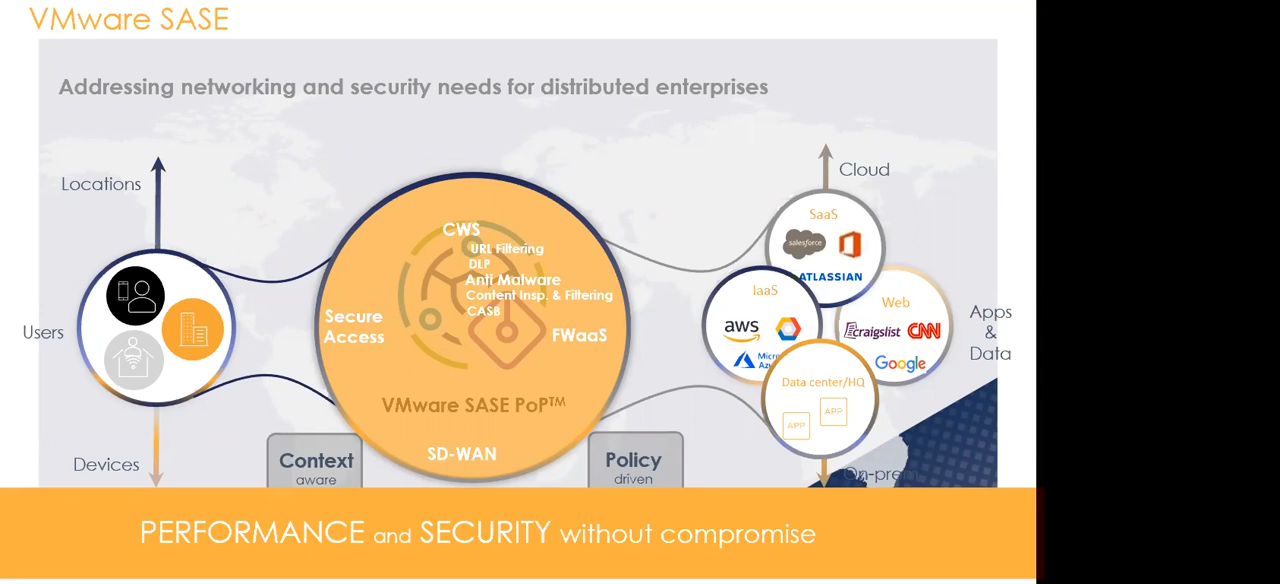 VMware SASE
Addressing networking and security needs for distributed enterprises
Locations
Users
Devices
CWS
URL Filtering
DLP
Anti Malware
Content Insp. & Filtering
CASB
Secure
Access
FWaaS
VMware SASE PoP™
SD-WAN
Context
aware
Policy
driven
Cloud
SaaS
salesforce
ATLASSIAN
IaaS
aws
Web
craigslist CNN
Google
Data center/HQ
APP
APP
Apps
&
Data
PERFORMANCE and SECURITY without compromise